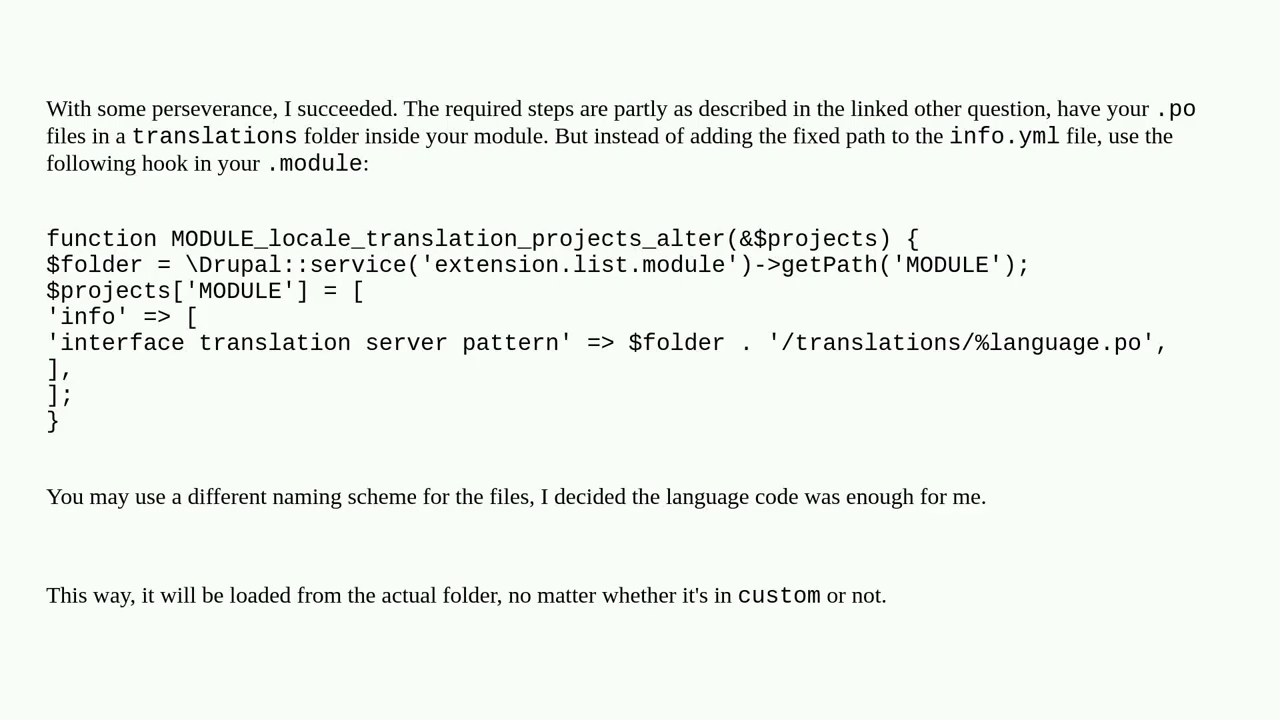 With some perseverance, I succeeded. The required steps are partly as described in the linked other question, have your .po
files in a translations folder inside your module. But instead of adding the fixed path to the info.yml file, use the
following hook in your .module:
function MODULE_locale_translation_projects_alter(&$projects) {
$folder = \Drupal::service('extension.list.module')->getPath('MODULE');
$projects['MODULE'] = [
'info' => [
'interface translation server pattern' => $folder . '/translations/%language.po',
],
];
}
You may use a different naming scheme for the files, I decided the language code was enough for me.
This way, it will be loaded from the actual folder, no matter whether it's in custom or not.